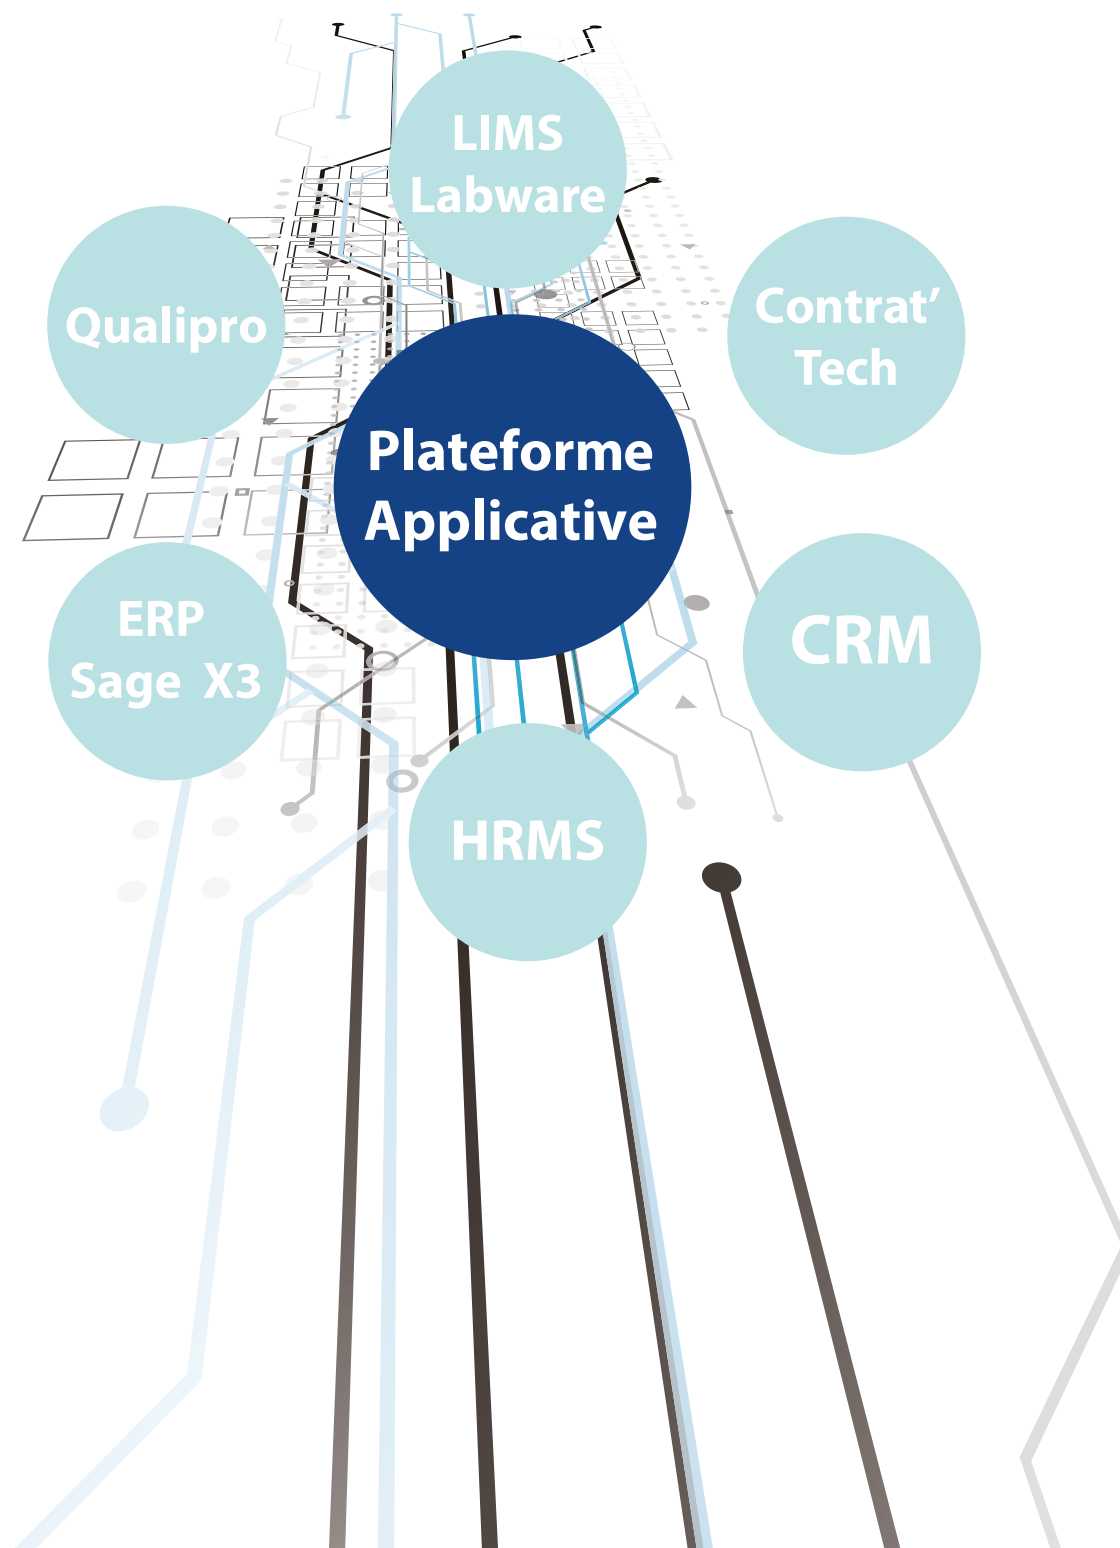 LIMS
Labware
Qualipro
Contrat’
Tech
Plateforme
Applicative
ERP
Sage X3
CRM
HRMS